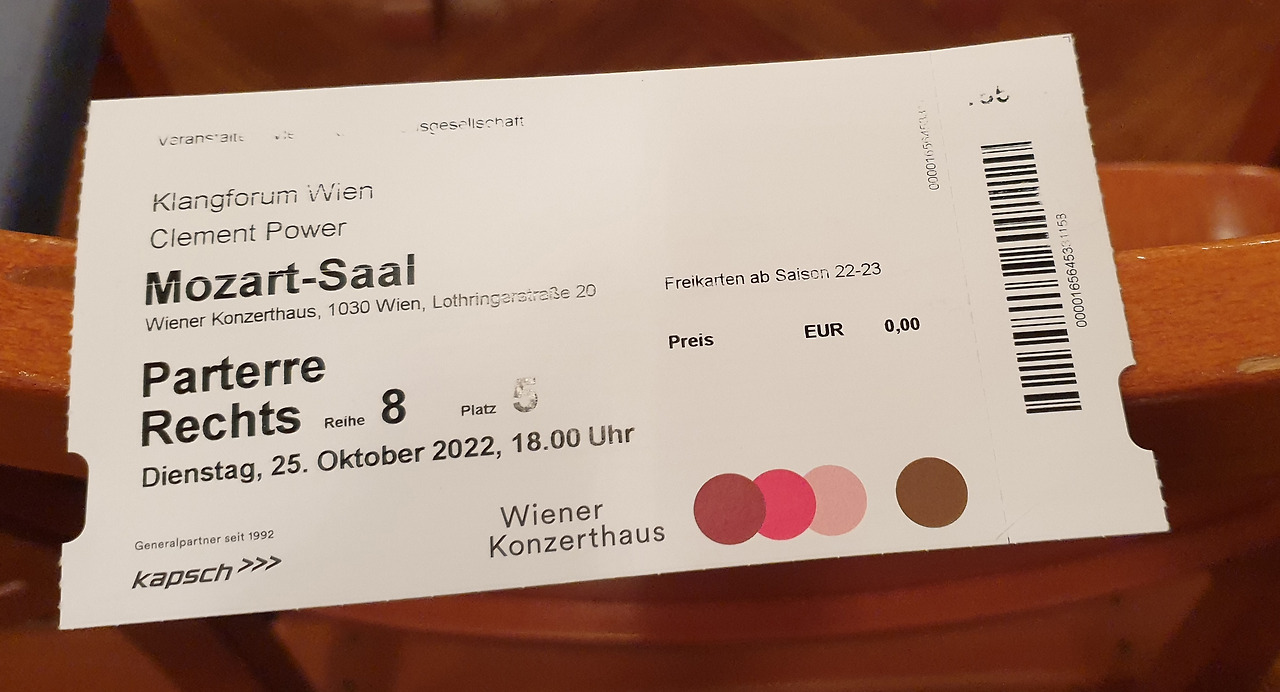 Klangforum Wien
Clement Power
Mozart-Saal
Wiener Konzerthaus, 1030 Wien, Lothringerstraße 20
Parterre
Rechts Reihe 8 Platz 5
Dienstag, 25. Oktober 2022, 18.00 Uhr
Generalpartner seit 1992
kapsch >>>
Wiener
Konzerthaus
Freikarten ab Saison 22-23
Preis EUR 0,00